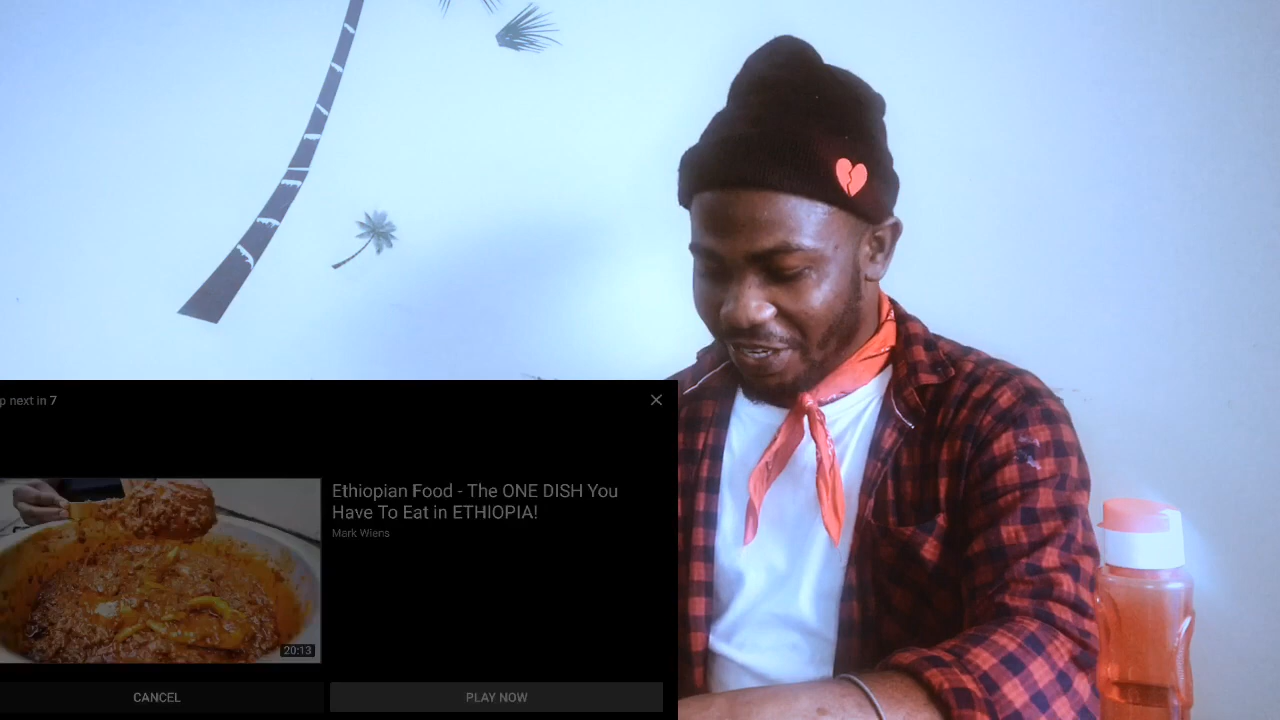 p next in 7
Ethiopian Food - The ONE DISH You
Have To Eat in ETHIOPIA!
Mark Wiens
20:13
CANCEL
PLAY NOW